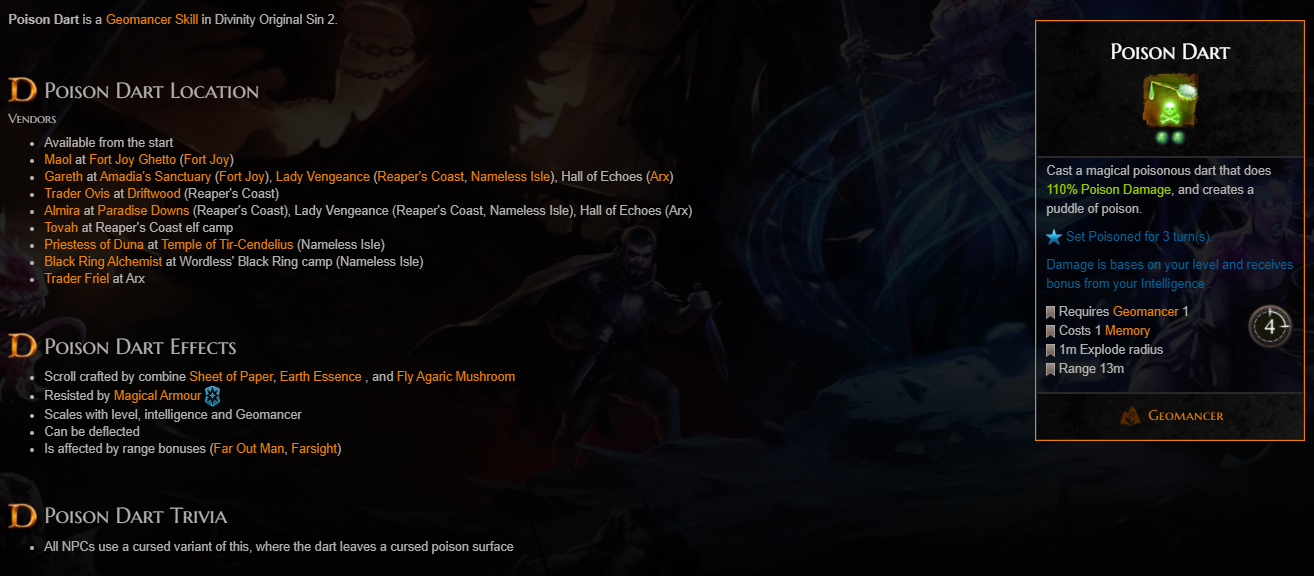 Poison Dart is a Geomancer Skill in Divinity Original Sin 2.
Poison Dart Location
Vendors
Available from the start
Maol at Fort Joy Ghetto (Fort Joy)
Gareth at Amadia's Sanctuary (Fort Joy), Lady Vengeance (Reaper's Coast, Nameless Isle), Hall of Echoes (Arx)
Trader Ovis at Driftwood (Reaper's Coast)
Almira at Paradise Downs (Reaper's Coast), Lady Vengeance (Reaper's Coast, Nameless Isle), Hall of Echoes (Arx)
Tovah at Reaper's Coast elf camp
Priestess of Duna at Temple of Tir-Cendelius (Nameless Isle)
Black Ring Alchemist at Wordless' Black Ring camp (Nameless Isle)
Trader Friel at Arx
Poison Dart Effects
Scroll crafted by combine Sheet of Paper, Earth Essence , and Fly Agaric Mushroom
Resisted by Magical Armour
Scales with level, intelligence and Geomancer
Can be deflected
Is affected by range bonuses (Far Out Man, Farsight)
Poison Dart Trivia
All NPCs use a cursed variant of this, where the dart leaves a cursed poison surface
Poison Dart
Cast a magical poisonous dart that does
110% Poison Damage, and creates a
puddle of poison.
Set Poisoned for 3 turn(s).
Damage is bases on your level and receives
bonus from your Intelligence .
Requires Geomancer 1
Costs 1 Memory
1m Explode radius
Range 13m
4
Geomancer